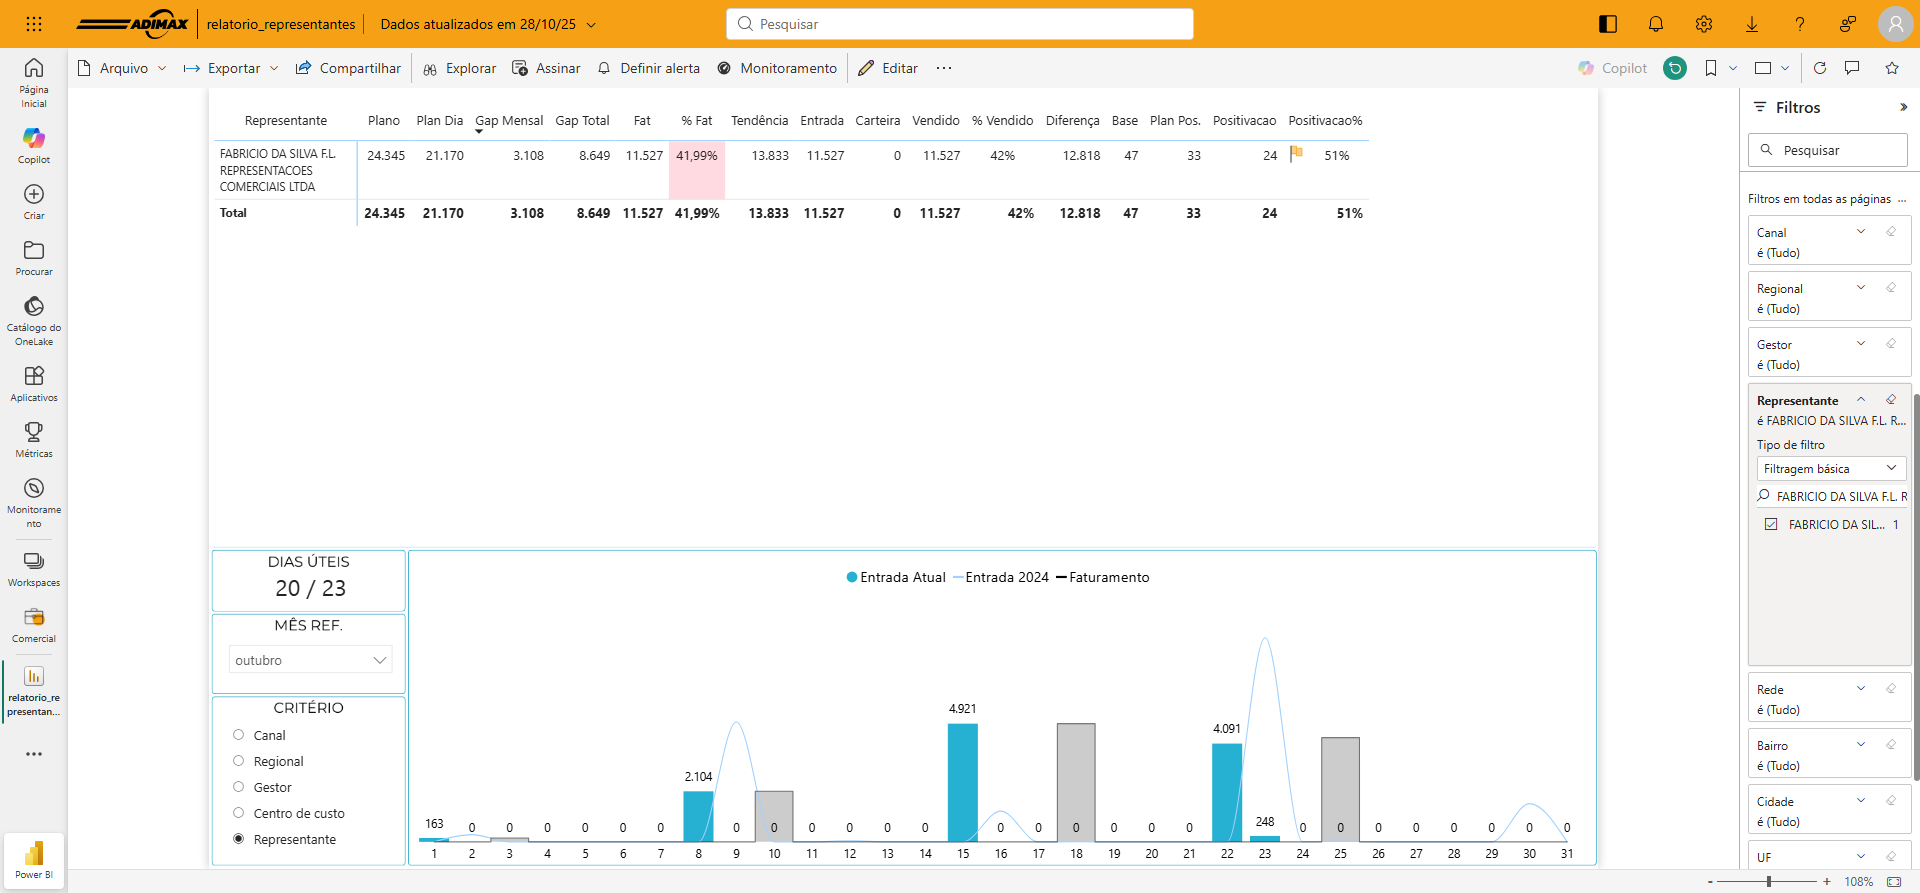 ADIMAX
relatorio_representantes
Dados atualizados em 28/10/25
Pesquisar
Arquivo
Exportar
Compartilhar
Explorar
Assinar
Definir alerta
Monitoramento
Editar
Copilot
Página
Inicial
Copilot
Criar
Procurar
Catálogo do
OneLake
Aplicativos
Métricas
Monitorame
nto
Workspaces
Comercial
relatorio_re
presentan...
Power BI
Representante Plano Plan Dia Gap Mensal Gap Total Fat % Fat Tendência Entrada Carteira Vendido % Vendido Diferença Base Plan Pos. Positivacao Positivacao%
FABRICIO DA SILVA F.L. 24.345 21.170 3.108 8.649 11.527 41,99% 13.833 11.527 0 11.527 42% 12.818 47 33 24 51%
REPRESENTACOES
COMERCIAIS LTDA
Total 24.345 21.170 3.108 8.649 11.527 41,99% 13.833 11.527 0 11.527 42% 12.818 47 33 24 51%
DIAS ÚTEIS
20 / 23
MÊS REF.
outubro
CRITÉRIO
Canal
Regional
Gestor
Centro de custo
Representante
Entrada Atual Entrada 2024 Faturamento
163 0 0 0 0 0 0 2.104 0 0 0 0 0 0 4.921 0 0 0 0 0 0 4.091 248 0 0 0 0 0 0 0 0
1 2 3 4 5 6 7 8 9 10 11 12 13 14 15 16 17 18 19 20 21 22 23 24 25 26 27 28 29 30 31
Filtros
Pesquisar
Filtros em todas as páginas ...
Canal
é (Tudo)
Regional
é (Tudo)
Gestor
é (Tudo)
Representante
é FABRICIO DA SILVA F.L. R...
Tipo de filtro
Filtragem básica
FABRICIO DA SILVA F.L. R
FABRICIO DA SIL... 1
Rede
é (Tudo)
Bairro
é (Tudo)
Cidade
é (Tudo)
UF
- + 108%